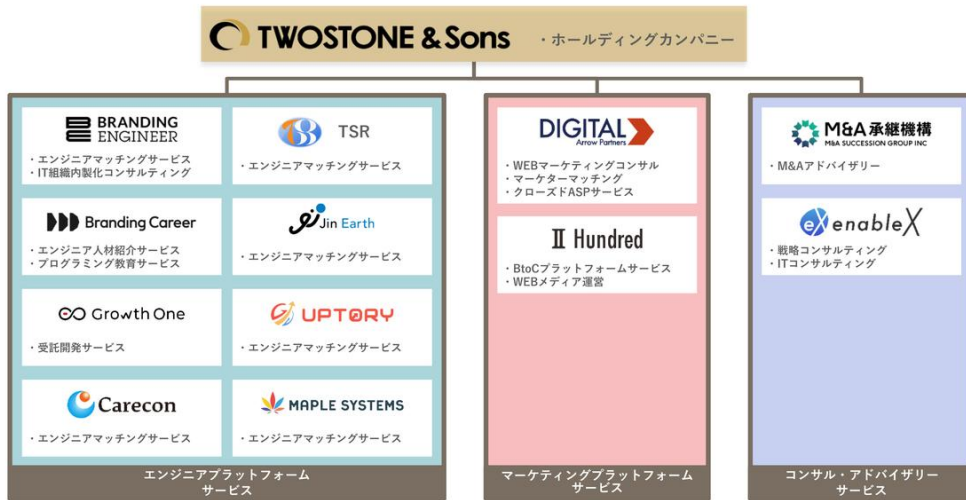 TWOSTONE & Sons
・ホールディングカンパニー
BRANDING
ENGINEER
・エンジニアマッチングサービス
・IT組織内製化コンサルティング
TSR
・エンジニアマッチングサービス
Branding Career
・エンジニア人材紹介サービス
・プログラミング教育サービス
Jin Earth
・エンジニアマッチングサービス
Growth One
・受託開発サービス
UPTORY
・エンジニアマッチングサービス
Carecon
・エンジニアマッチングサービス
MAPLE SYSTEMS
・エンジニアマッチングサービス
エンジニアプラットフォーム
サービス
DIGITAL
Arrow Partners
・WEBマーケティングコンサル
・マーケターマッチング
・クローズドASPサービス
II Hundred
・BtoCプラットフォームサービス
・WEBメディア運営
マーケティングプラットフォーム
サービス
M&A承継機構
M&A SUCCESSION GROUP INC
・M&Aアドバイザリー
eX enableX
・戦略コンサルティング
・ITコンサルティング
コンサル・アドバイザリー
サービス